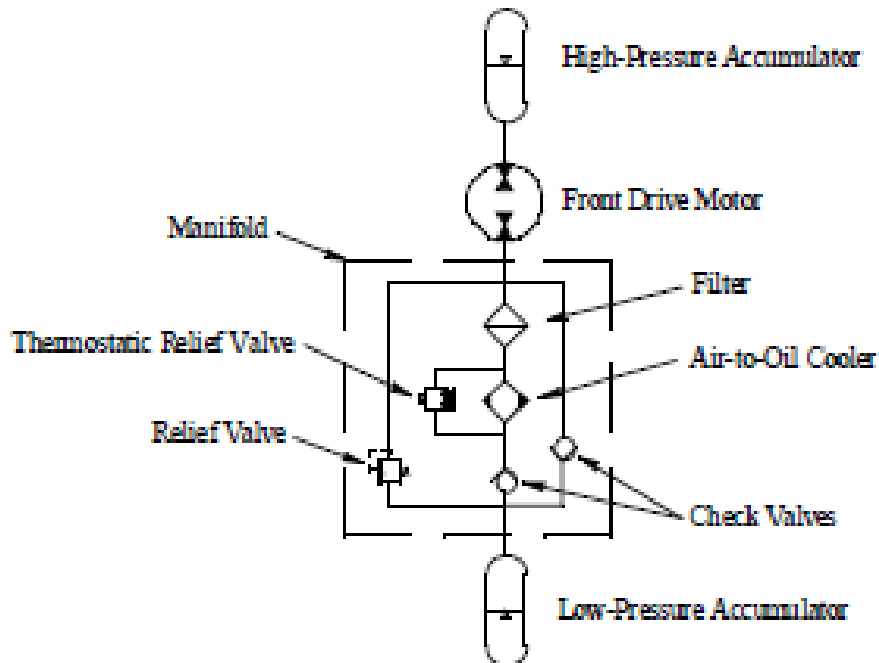 High-Pressure Accumulator
Front Drive Motor
Manifold
Filter
Thermostatic Relief Valve
Air-to-Oil Cooler
Relief Valve
Check Valves
Low-Pressure Accumulator